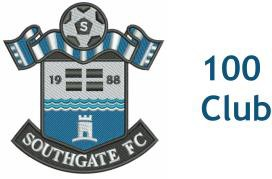 S
19 88
SOUTHGATE FC
100
Club